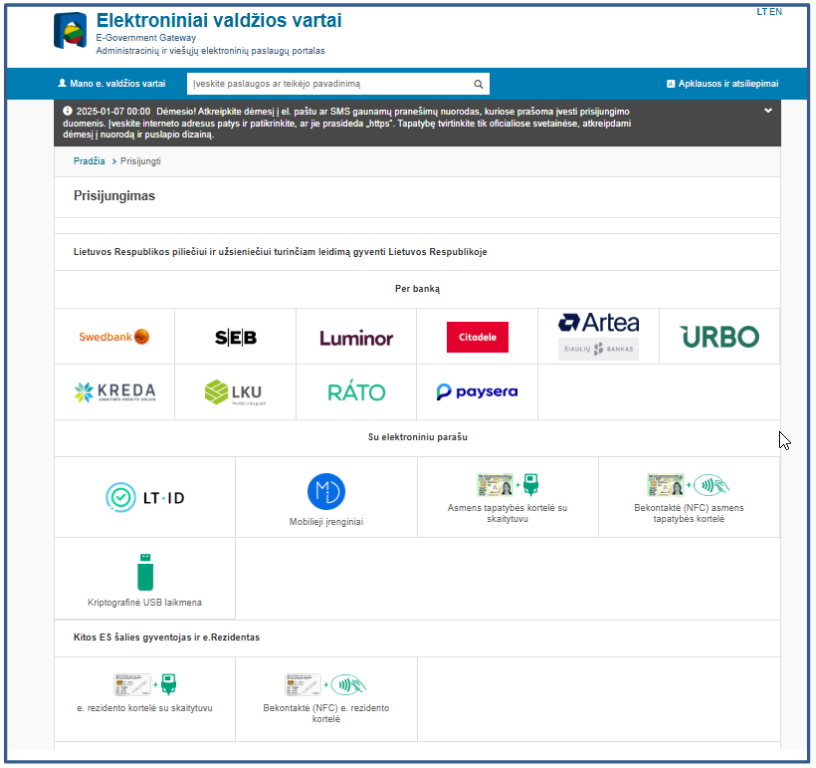 LT EN
Elektroniniai valdžios vartai
E-Government Gateway
Administracinių ir viešųjų elektroninių paslaugų portalas
Mano e. valdžios vartai
Įveskite paslaugos ar teikėjo pavadinimą
Apklausos ir atsiliepimai
2025-01-07 00:00 Dėmesio! Atkreipkite dėmesį į el. paštu ar SMS gaunamų pranešimų nuorodas, kuriose prašoma įvesti prisijungimo
duomenis. Įveskite interneto adresus patys ir patikrinkite, ar jie prasideda „https". Tapatybę tvirtinkite tik oficialiose svetainėse, atkreipdami
dėmesį į nuorodą ir puslapio dizainą.
Pradžia > Prisijungti
Prisijungimas
Lietuvos Respublikos piliečiui ir užsieniečiui turinčiam leidimą gyventi Lietuvos Respublikoje
Per banką
Swedbank
SEB
Luminor
Citadele
Artea
ŠIAULIŲ BANKAS
URBO
KREDA
LKU
RÁTO
paysera
Su elektroniniu parašu
LT-ID
Mobilieji įrenginiai
Asmens tapatybės kortelė su
skaitytuvu
Bekontaktė (NFC) asmens
tapatybės kortelė
Kriptografinė USB laikmena
Kitos ES šalies gyventojas ir e.Rezidentas
e. rezidento kortelė su skaitytuvu
Bekontaktė (NFC) e. rezidento
kortelė